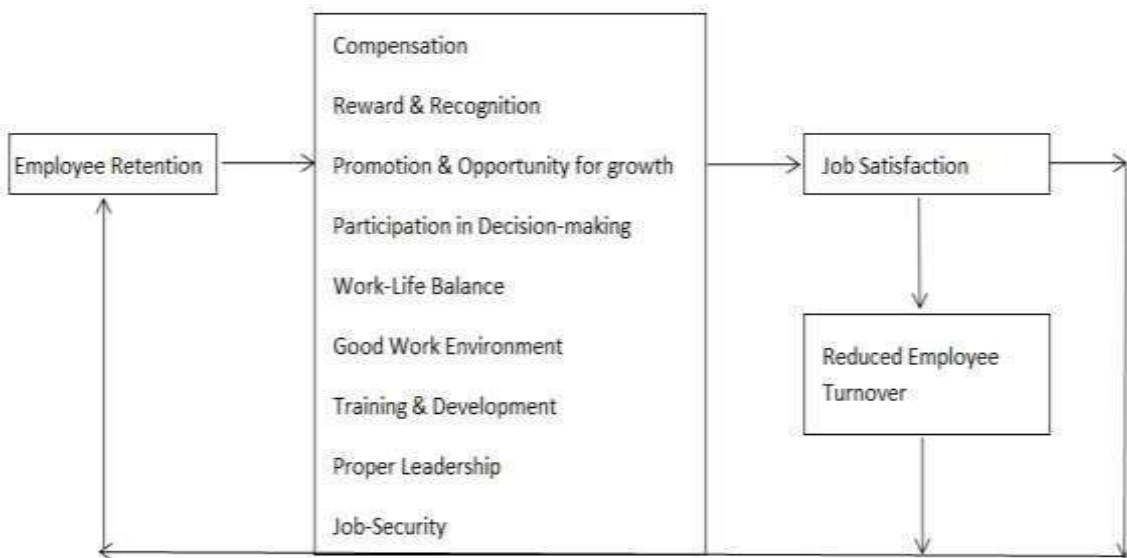 Employee Retention
Compensation
Reward & Recognition
Promotion & Opportunity for growth
Participation in Decision-making
Work-Life Balance
Good Work Environment
Training & Development
Proper Leadership
Job-Security
Job Satisfaction
Reduced Employee
Turnover